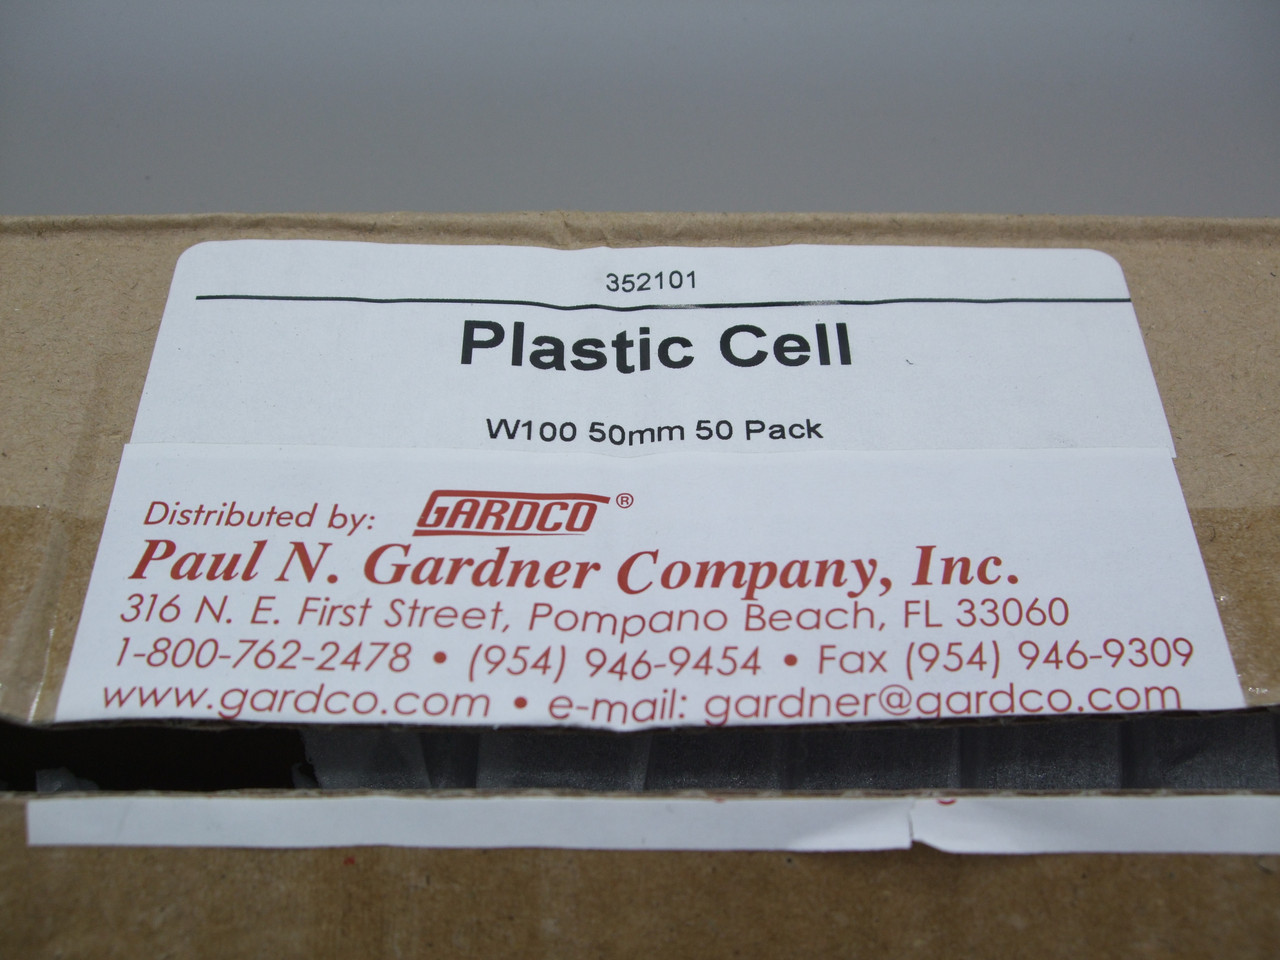 352101
Plastic Cell
W100 50mm 50 Pack
Distributed by: GARDCO®
Paul N. Gardner Company, Inc.
316 N. E. First Street, Pompano Beach, FL 33060
1-800-762-2478 • (954) 946-9454 • Fax (954) 946-9309
www.gardco.com • e-mail: gardner@gardco.com